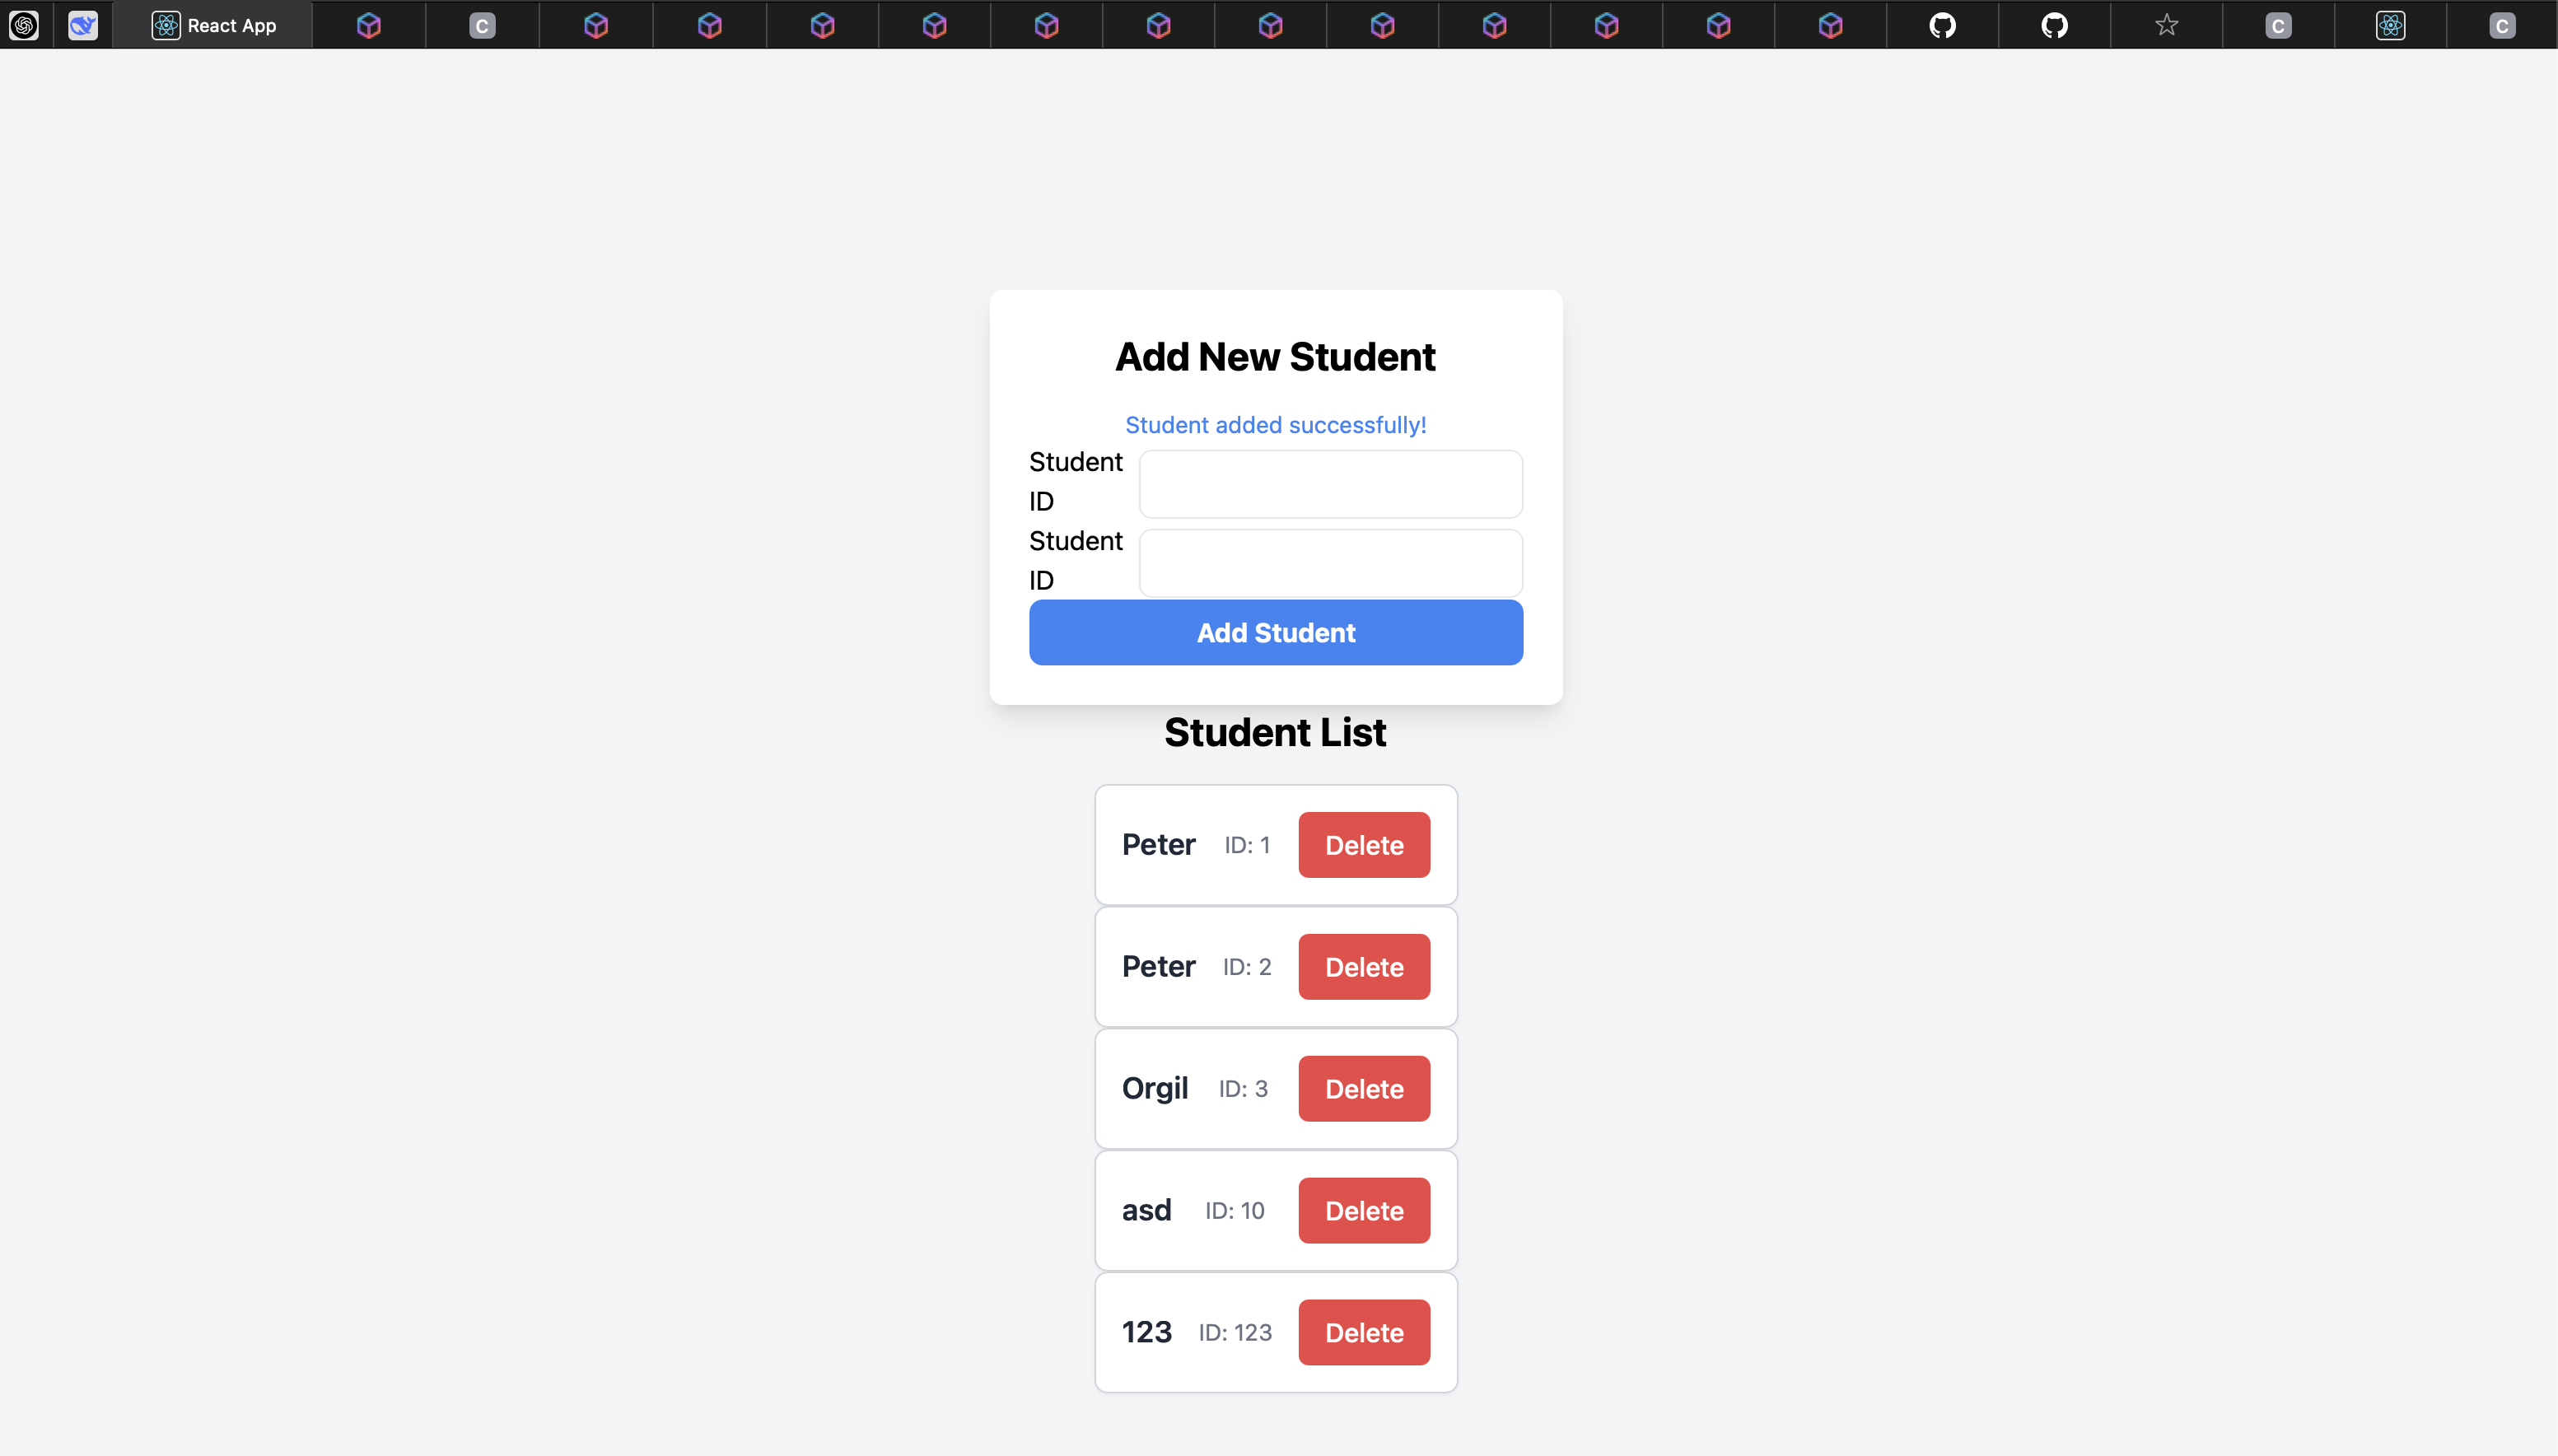 React App
C
C
C
Add New Student
Student added successfully!
Student
ID
Student
ID
Add Student
Student List
Peter ID: 1 Delete
Peter ID: 2 Delete
Orgil ID: 3 Delete
asd ID: 10 Delete
123 ID: 123 Delete